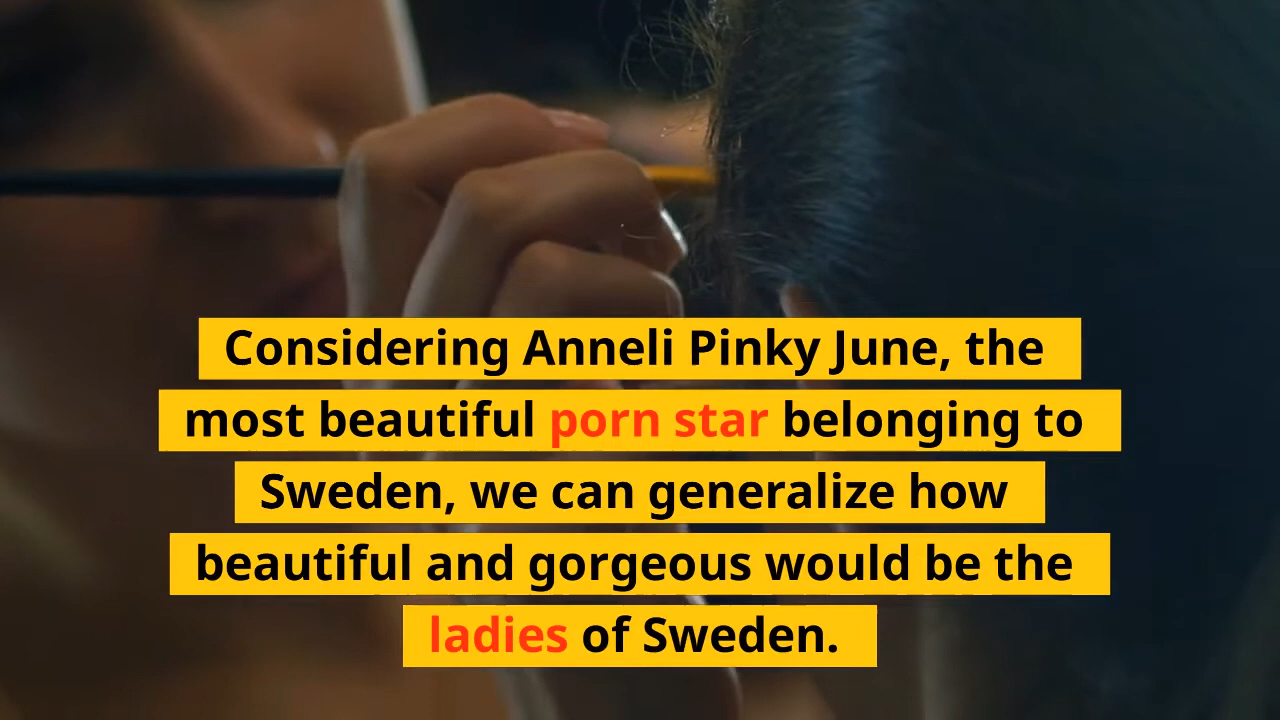 Considering Anneli Pinky June, the
most beautiful porn star belonging to
Sweden, we can generalize how
beautiful and gorgeous would be the
ladies of Sweden.